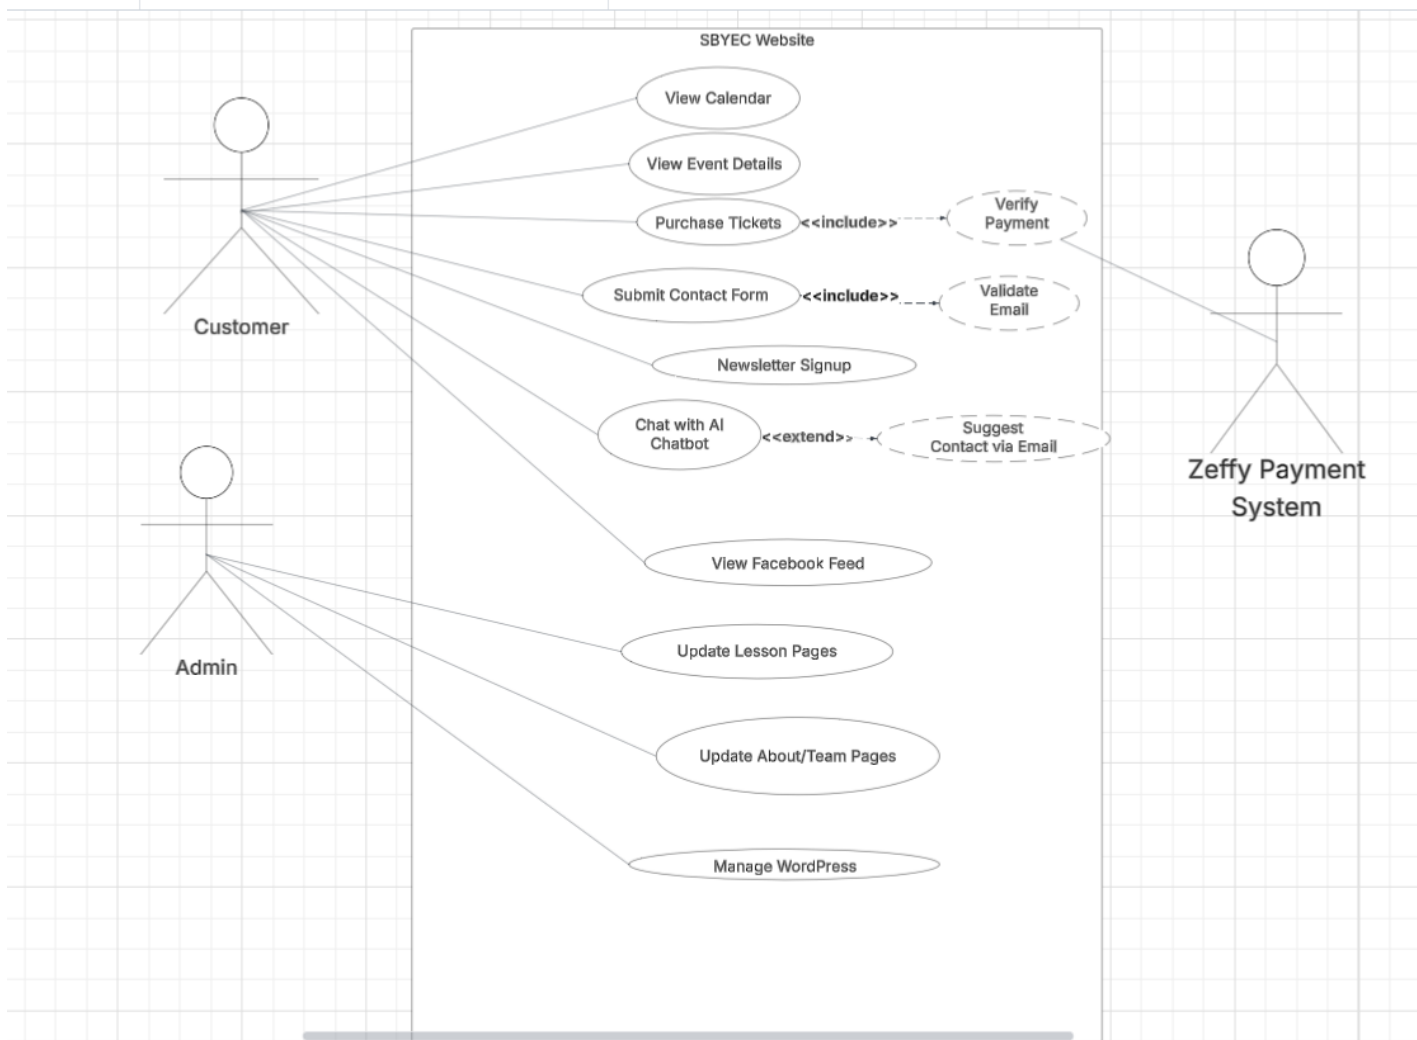 SBYEC Website
View Calendar
View Event Details
Purchase Tickets
<<include>>
Verify
Payment
Submit Contact Form
<<include>>
Validate
Email
Customer
Newsletter Signup
Chat with AI
Chatbot
<<extend>>
Suggest
Contact via Email
Zeffy Payment
System
View Facebook Feed
Admin
Update Lesson Pages
Update About/Team Pages
Manage WordPress